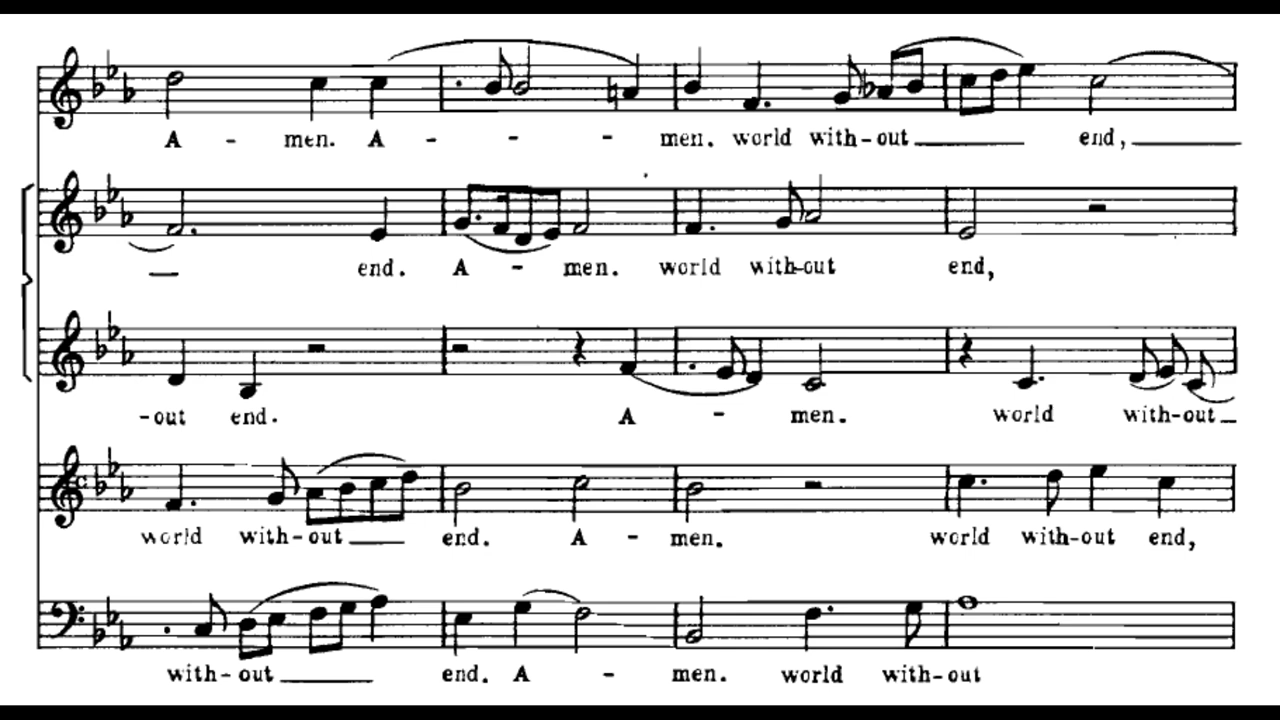 A - men. A - - - men. world with-out end,
end. A - men. world with-out end,
-out end. A - men. world with-out
world with-out end. A - men. world with-out end,
with-out end. A - men. world with-out